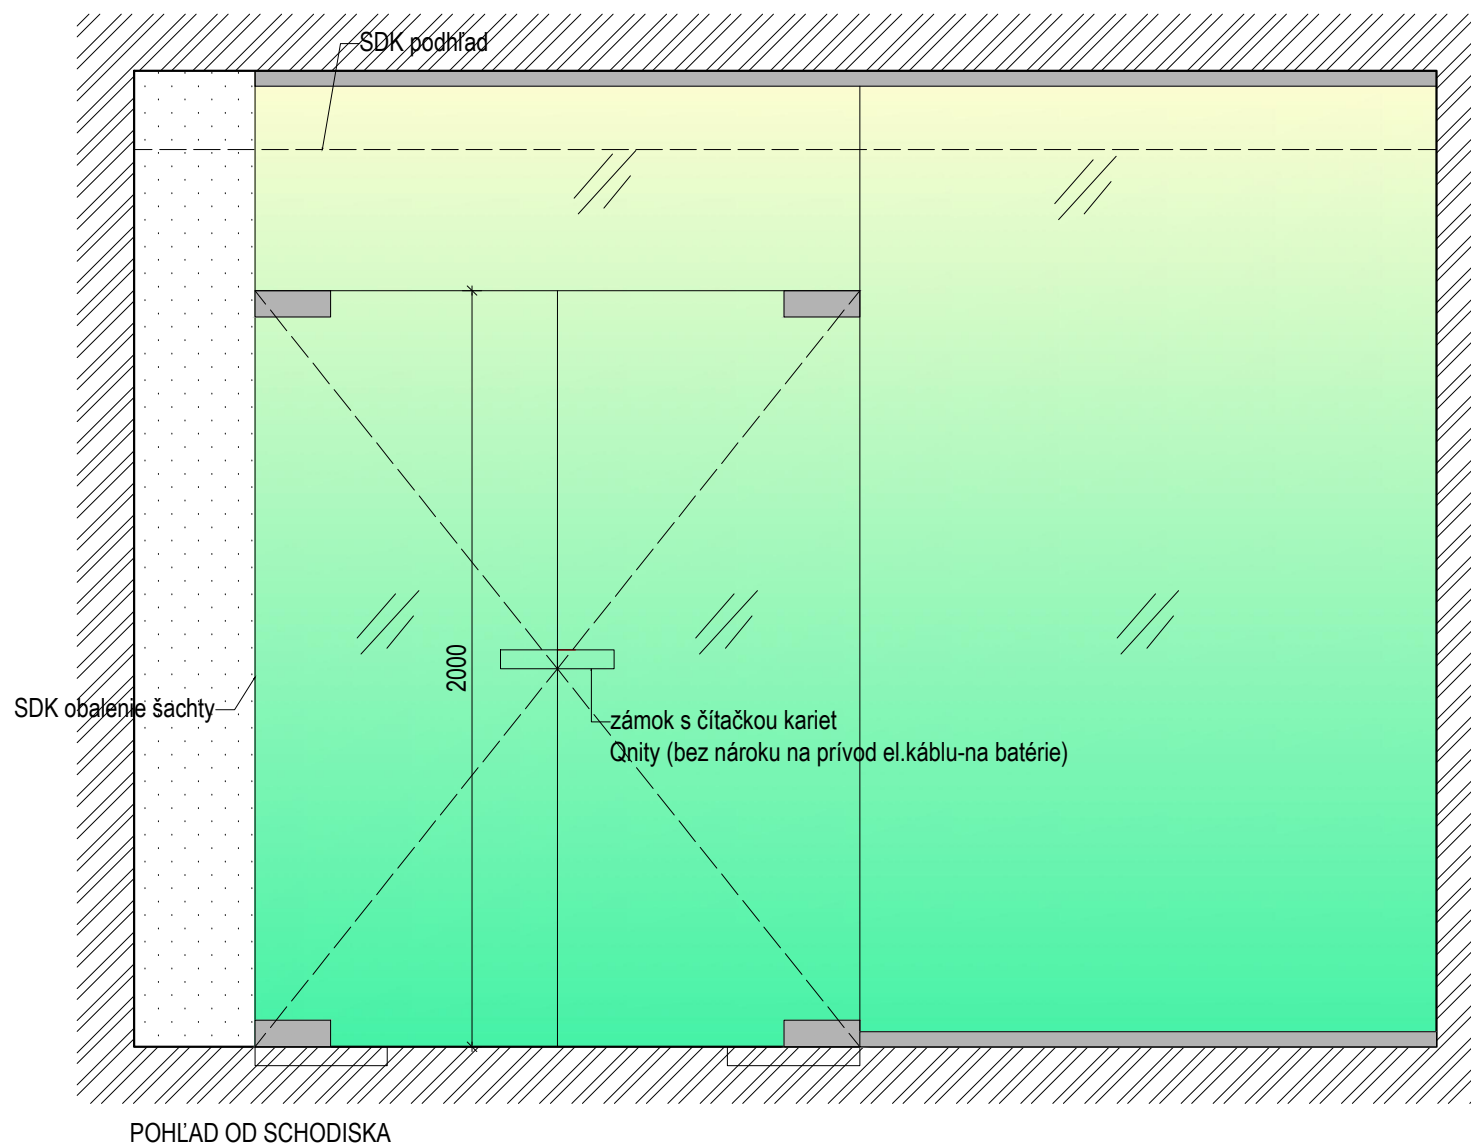 SDK podhľad
2000
SDK obalenie šachty
zámok s čítačkou kariet
Qnity (bez nároku na prívod el.káblu-na batérie)
POHĽAD OD SCHODISKA